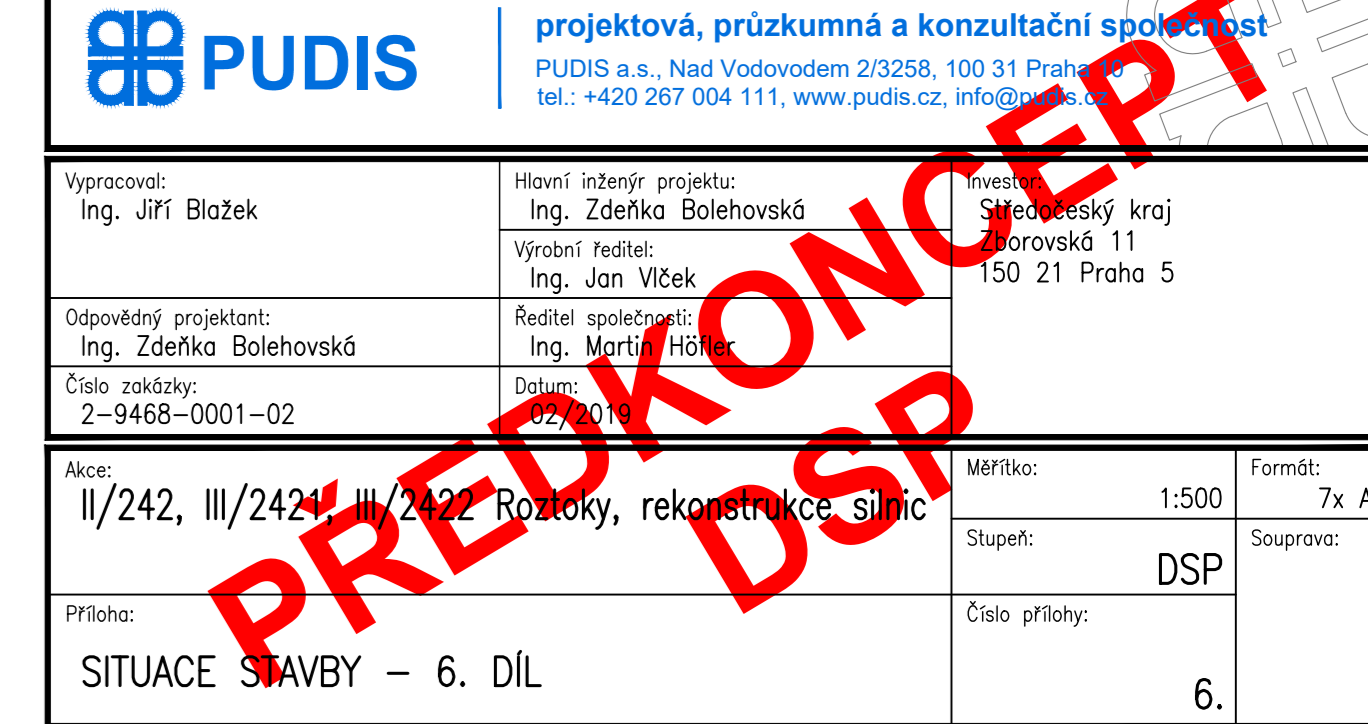 PUDIS
projektová, průzkumná a konzultační společnost
PUDIS a.s., Nad Vodovodem 2/3258, 100 31 Praha 10
tel.: +420 267 004 111, www.pudis.cz, info@pudis.cz
Vypracoval:
Ing. Jiří Blažek
Hlavní inženýr projektu:
Ing. Zdeňka Bolehovská
Výrobní ředitel:
Ing. Jan Vlček
Investor:
Středočeský kraj
Zborovská 11
150 21 Praha 5
Odpovědný projektant:
Ing. Zdeňka Bolehovská
Ředitel společnosti:
Ing. Martin Höfler
Číslo zakázky:
2-9468-0001-02
Datum:
02/2019
Akce:
II/242, III/2421, III/2422 Roztoky, rekonstrukce silnic
Měřítko:
1:500
Formát:
7x A
Stupeň:
DSP
Souprava:
Příloha:
SITUACE STAVBY – 6. DÍL
Číslo přílohy:
6.
PŘEDKONCEPT
DSP